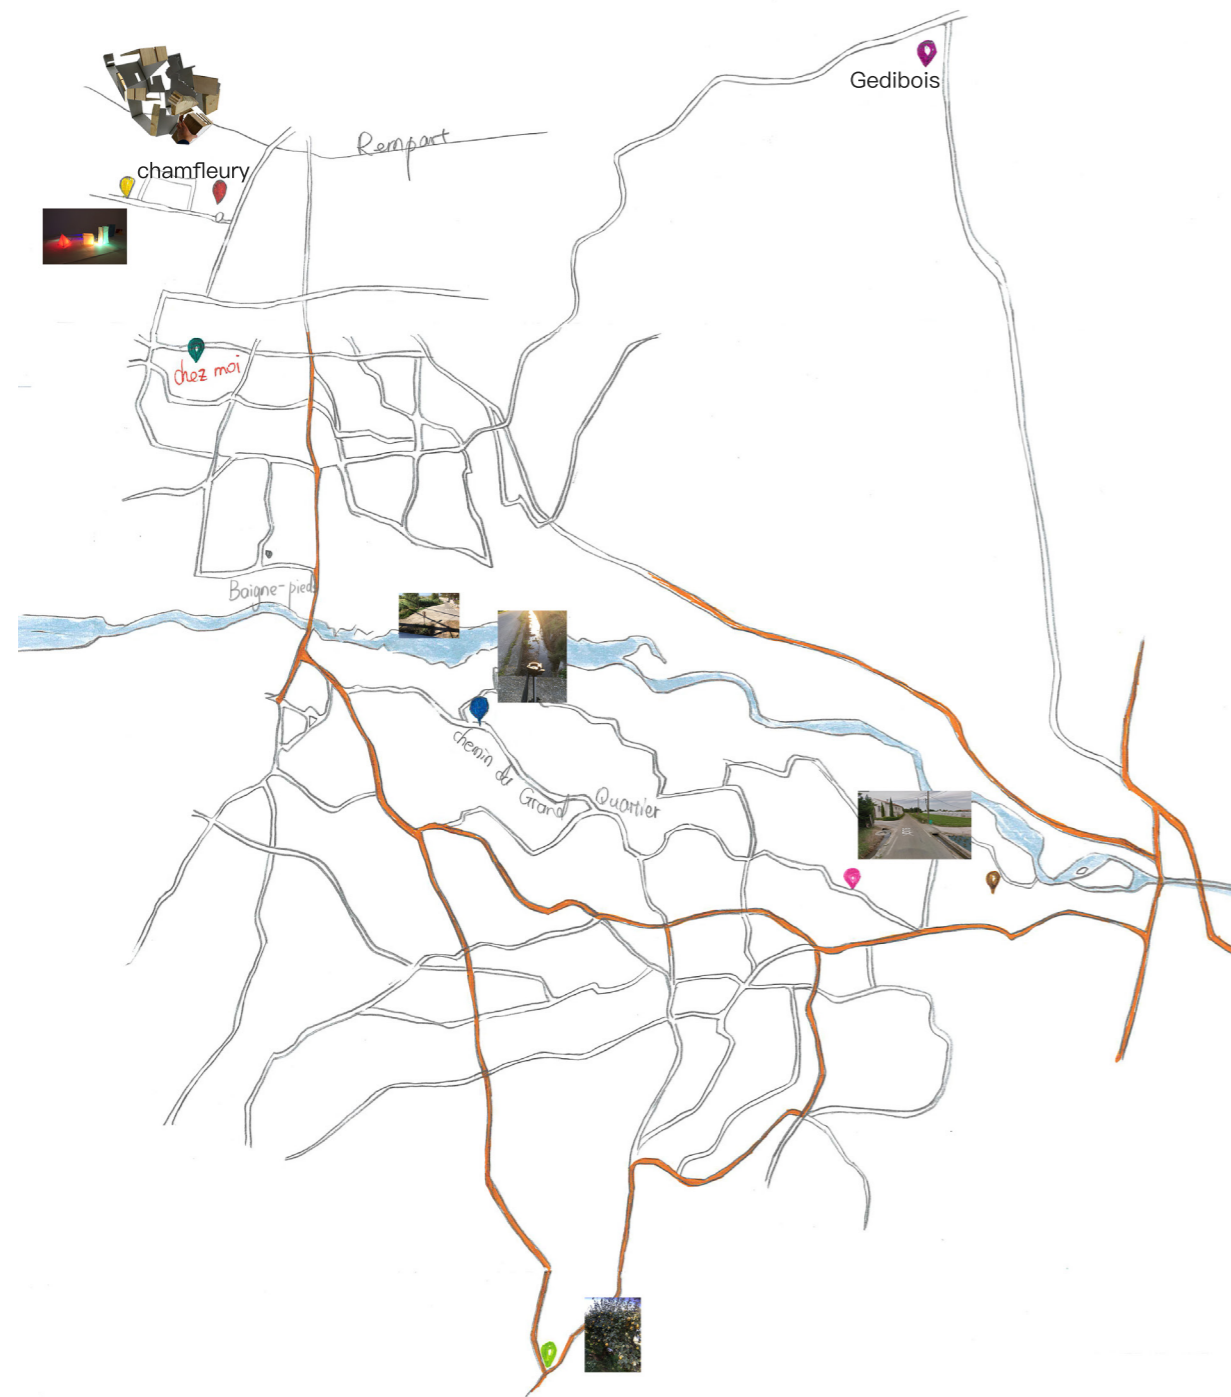 Gedibois
Rempart
chamfleury
chez moi
Baigne-pieds
chemin du Grand Quartier